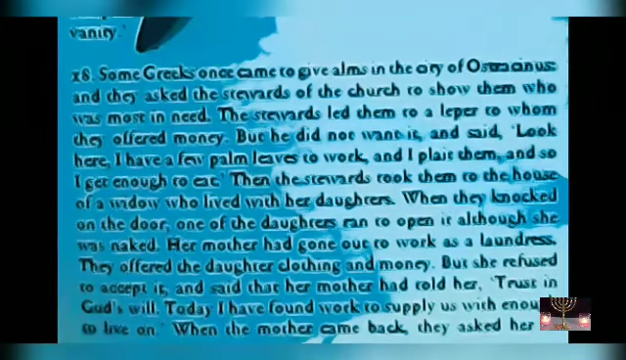 vanity.'
18. Some Greeks once came to give alms in the city of Ostracinus:
and they asked the stewards of the church to show them who
was most in need. The stewards led them to a leper to whom
they offered money. But he did not want it, and said, 'Look
here, I have a few palm leaves to work, and I plait them, and so
I get enough to eat.' Then the stewards took them to the house
of a widow who lived with her daughters. When they knocked
on the door, one of the daughters ran to open it although she
was naked. Her mother had gone out to work as a laundress.
They offered the daughter clothing and money. But she refused
to accept it, and said that her mother had told her, 'Trust in
God's will. Today I have found work to supply us with enough
to live on.' When the mother came back, they asked her